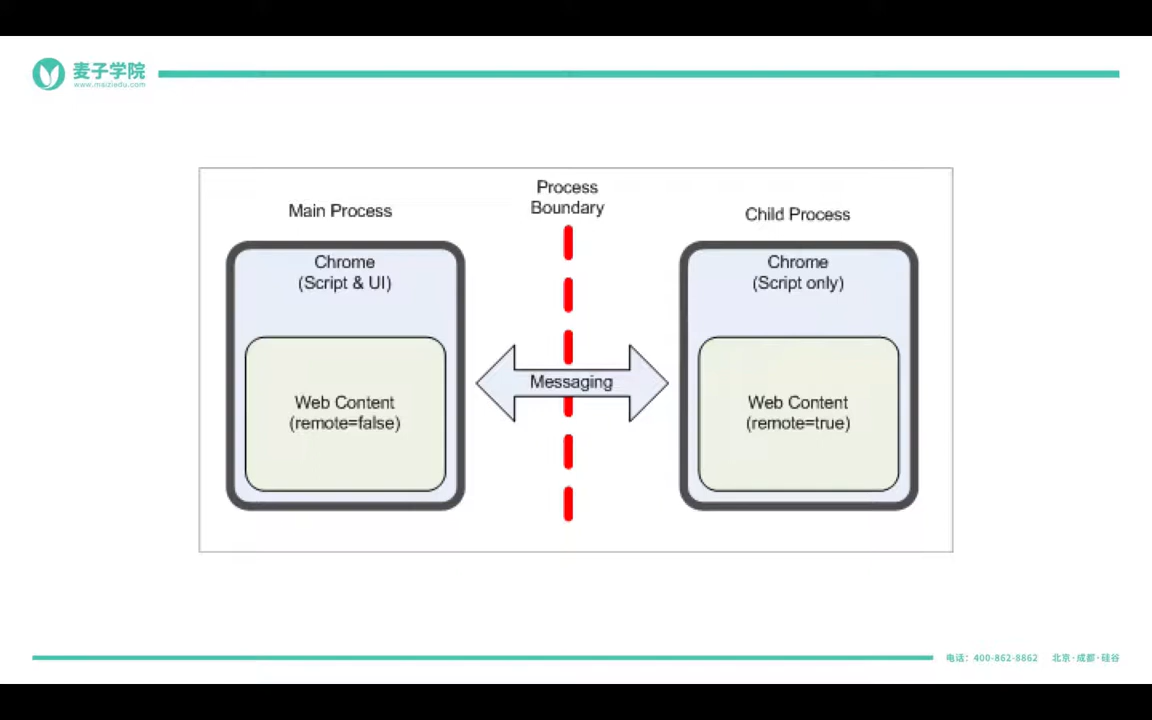 麦子学院
www.maiziedu.com
Process
Boundary
Main Process
Child Process
Chrome
(Script & UI)
Chrome
(Script only)
Messaging
Web Content
(remote=false)
Web Content
(remote=true)
电话：400-862-8662 北京·成都·硅谷